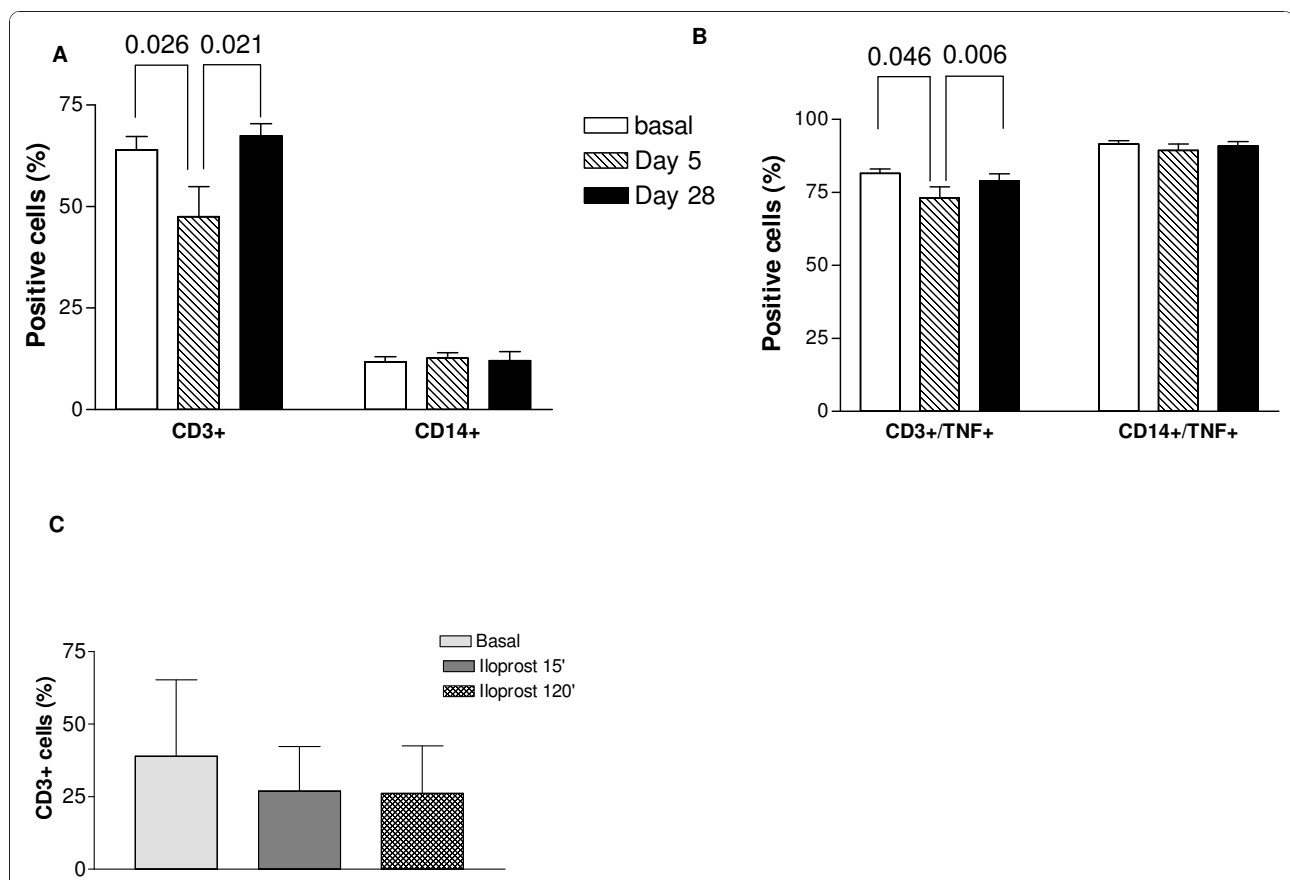 A
0.026 0.021
75
50
25
0
Positive cells (%)
CD3+ CD14+
basal
Day 5
Day 28
B
0.046 0.006
100
75
50
25
0
Positive cells (%)
CD3+/TNF+ CD14+/TNF+
C
75
50
25
0
CD3+ cells (%)
Basal
Iloprost 15'
Iloprost 120'